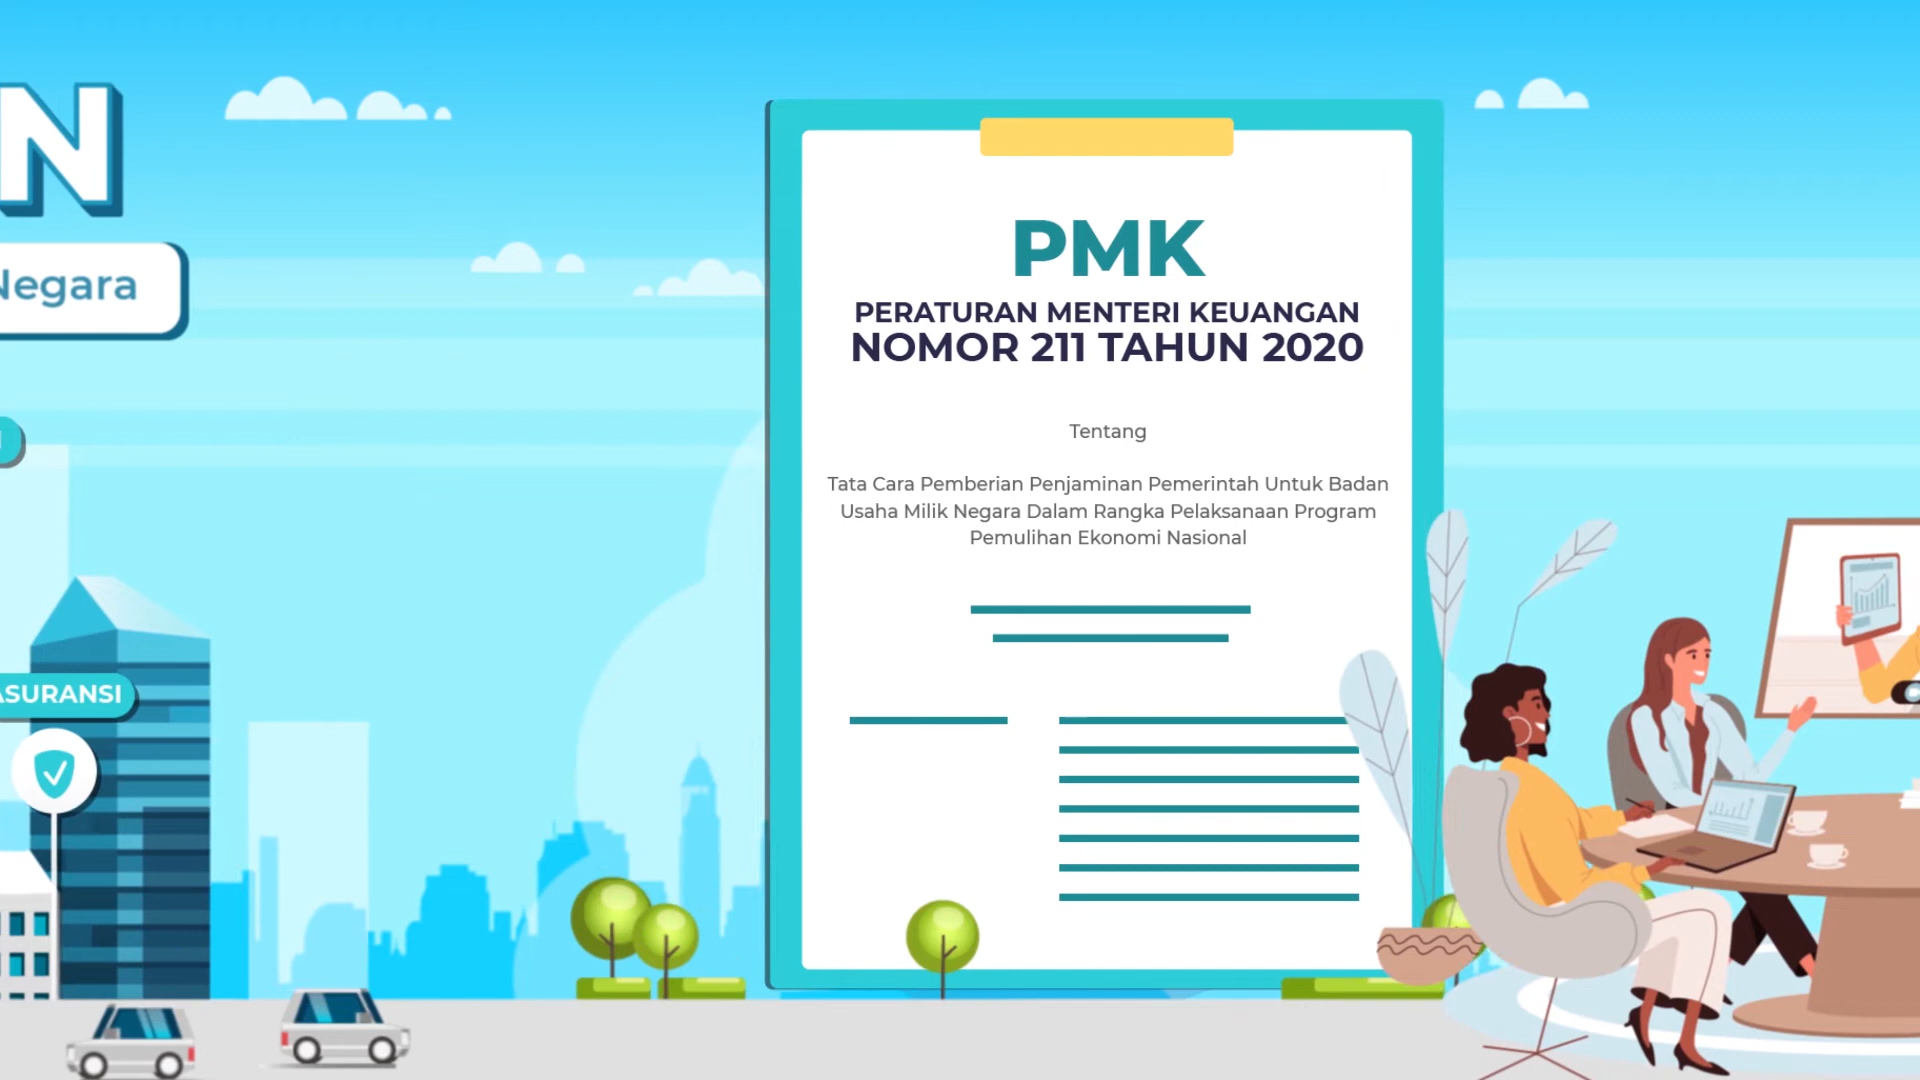 N
Negara
ASURANSI
PMK
PERATURAN MENTERI KEUANGAN
NOMOR 211 TAHUN 2020
Tentang
Tata Cara Pemberian Penjaminan Pemerintah Untuk Badan
Usaha Milik Negara Dalam Rangka Pelaksanaan Program
Pemulihan Ekonomi Nasional